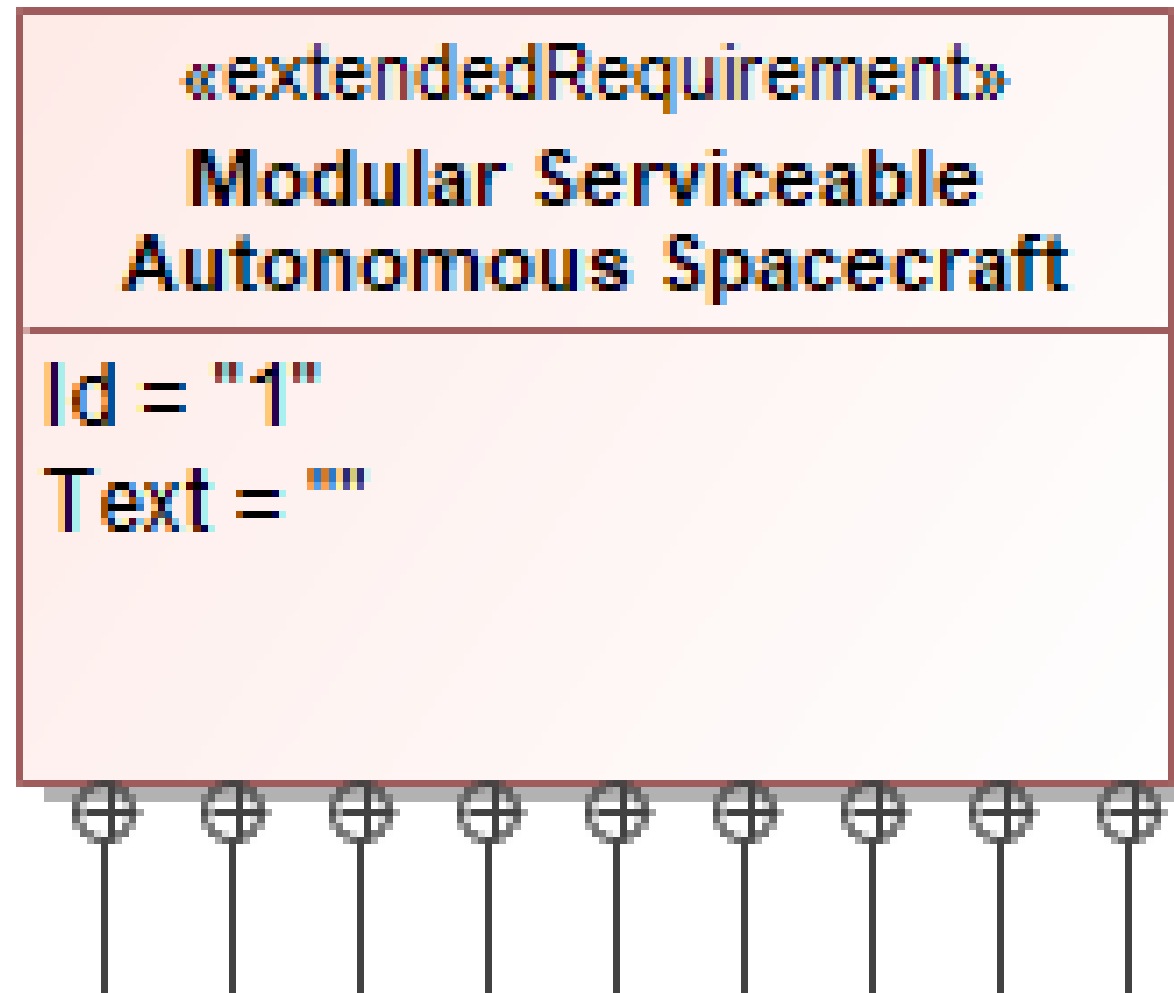 «extendedRequirement»
Modular Serviceable
Autonomous Spacecraft
Id = "1"
Text = ""